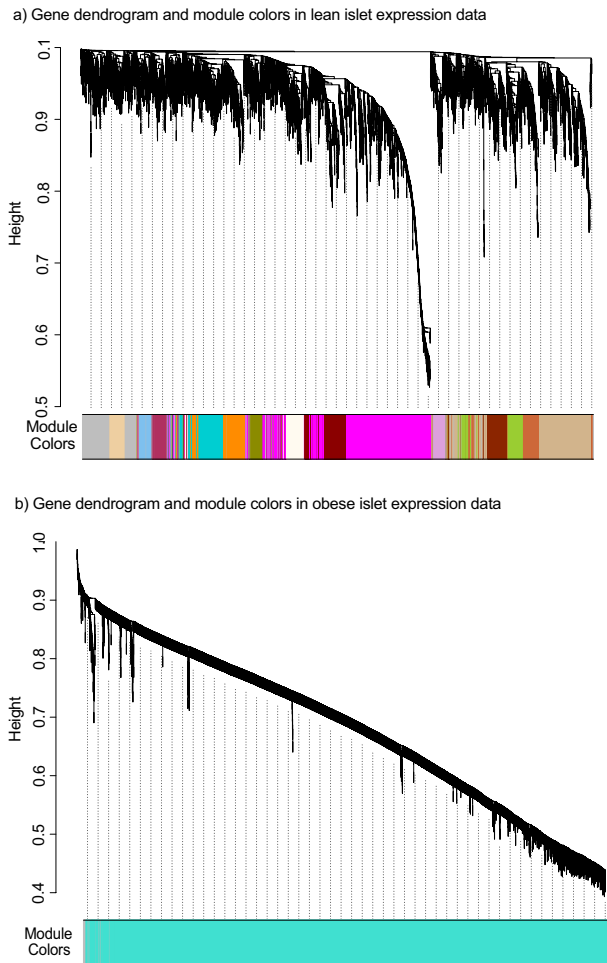 a) Gene dendrogram and module colors in lean islet expression data
0.1
0.9
0.8
0.7
0.6
0.5
Height
Module
Colors
b) Gene dendrogram and module colors in obese islet expression data
1.0
0.9
0.8
0.7
0.6
0.5
0.4
Height
Module
Colors